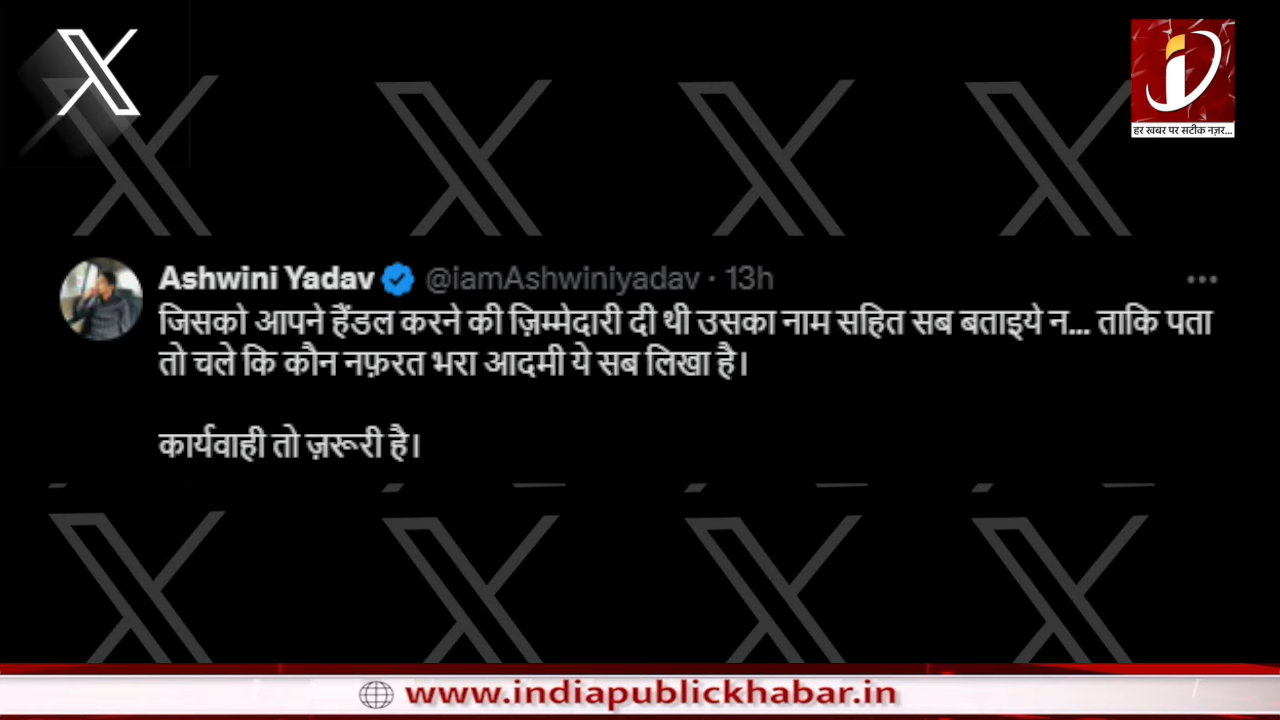 हर खबर पर सटीक नज़र...
Ashwini Yadav @iamAshwiniyadav · 13h
जिसको आपने हैंडल करने की ज़िम्मेदारी दी थी उसका नाम सहित सब बताइये न... ताकि पता
तो चले कि कौन नफ़रत भरा आदमी ये सब लिखा है।
कार्यवाही तो ज़रूरी है।
www.indiapublickhabar.in